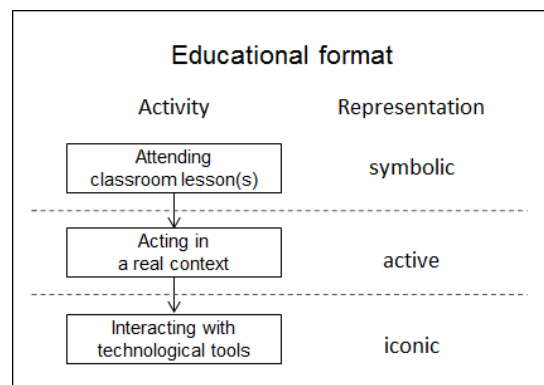 Educational format
Activity Representation
Attending
classroom lesson(s)
symbolic
Acting in
a real context
active
Interacting with
technological tools
iconic